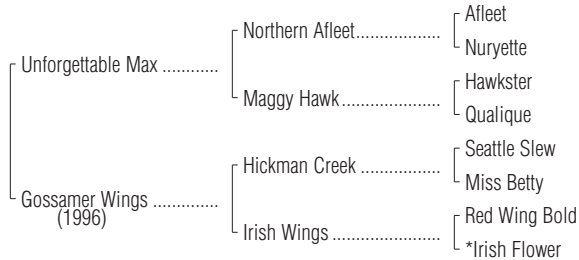 Afleet
Northern Afleet..................
Nuryette
Unforgettable Max ............
Hawkster
Maggy Hawk....................
Qualique
Seattle Slew
Hickman Creek .................
Miss Betty
Gossamer Wings ..............
(1996)
Red Wing Bold
Irish Wings .......................
*Irish Flower